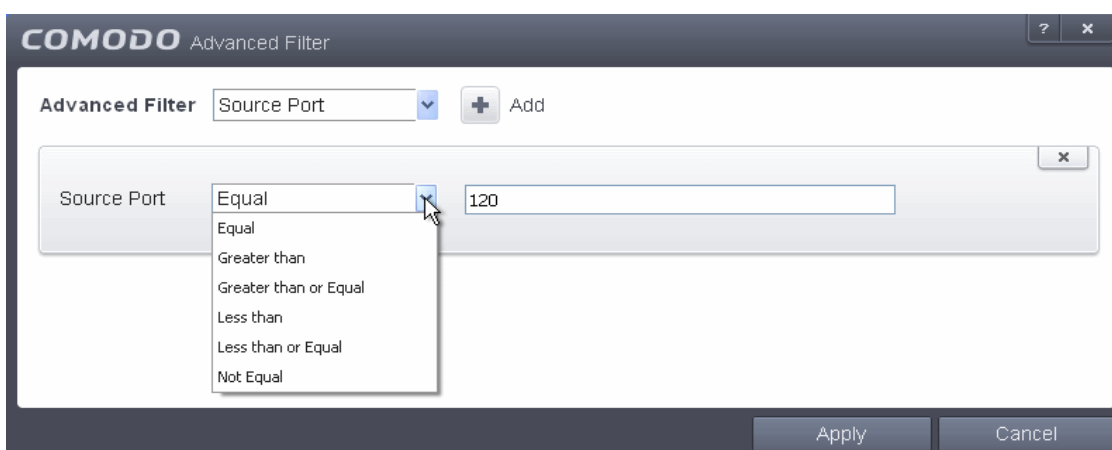 COMODO Advanced Filter ? x
Advanced Filter Source Port + Add
x
Source Port Equal 120
Equal
Greater than
Greater than or Equal
Less than
Less than or Equal
Not Equal
Apply Cancel